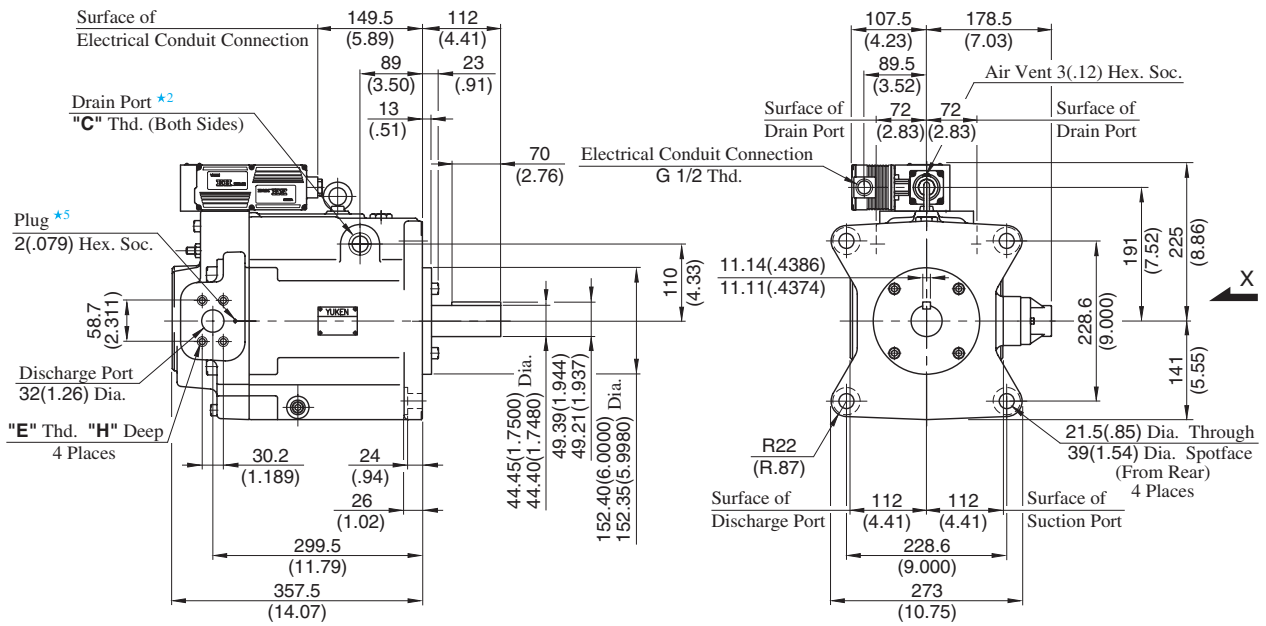 Surface of
Electrical Conduit Connection
149.5
(5.89)
112
(4.41)
89
(3.50)
23
(.91)
13
(.51)
70
(2.76)
Drain Port ★2
"C" Thd. (Both Sides)
Plug ★5
2(.079) Hex. Soc.
58.7
(2.311)
YUKEN
110
(4.33)
Discharge Port
32(1.26) Dia.
"E" Thd. "H" Deep
4 Places
30.2
(1.189)
24
(.94)
26
(1.02)
44.45(1.7500) Dia.
44.40(1.7480)
49.39(1.944)
49.21(1.937)
152.40(6.0000) Dia.
152.35(5.9980)
299.5
(11.79)
357.5
(14.07)
107.5
(4.23)
178.5
(7.03)
89.5
(3.52)
Air Vent 3(.12) Hex. Soc.
Surface of
Drain Port
72
(2.83)
72
(2.83)
Surface of
Drain Port
Electrical Conduit Connection
G 1/2 Thd.
11.14(.4386)
11.11(.4374)
191
(7.52)
225
(8.86)
228.6
(9.000)
141
(5.55)
X
R22
(R.87)
21.5(.85) Dia. Through
39(1.54) Dia. Spotface
(From Rear)
4 Places
Surface of
Discharge Port
112
(4.41)
112
(4.41)
Surface of
Suction Port
228.6
(9.000)
273
(10.75)